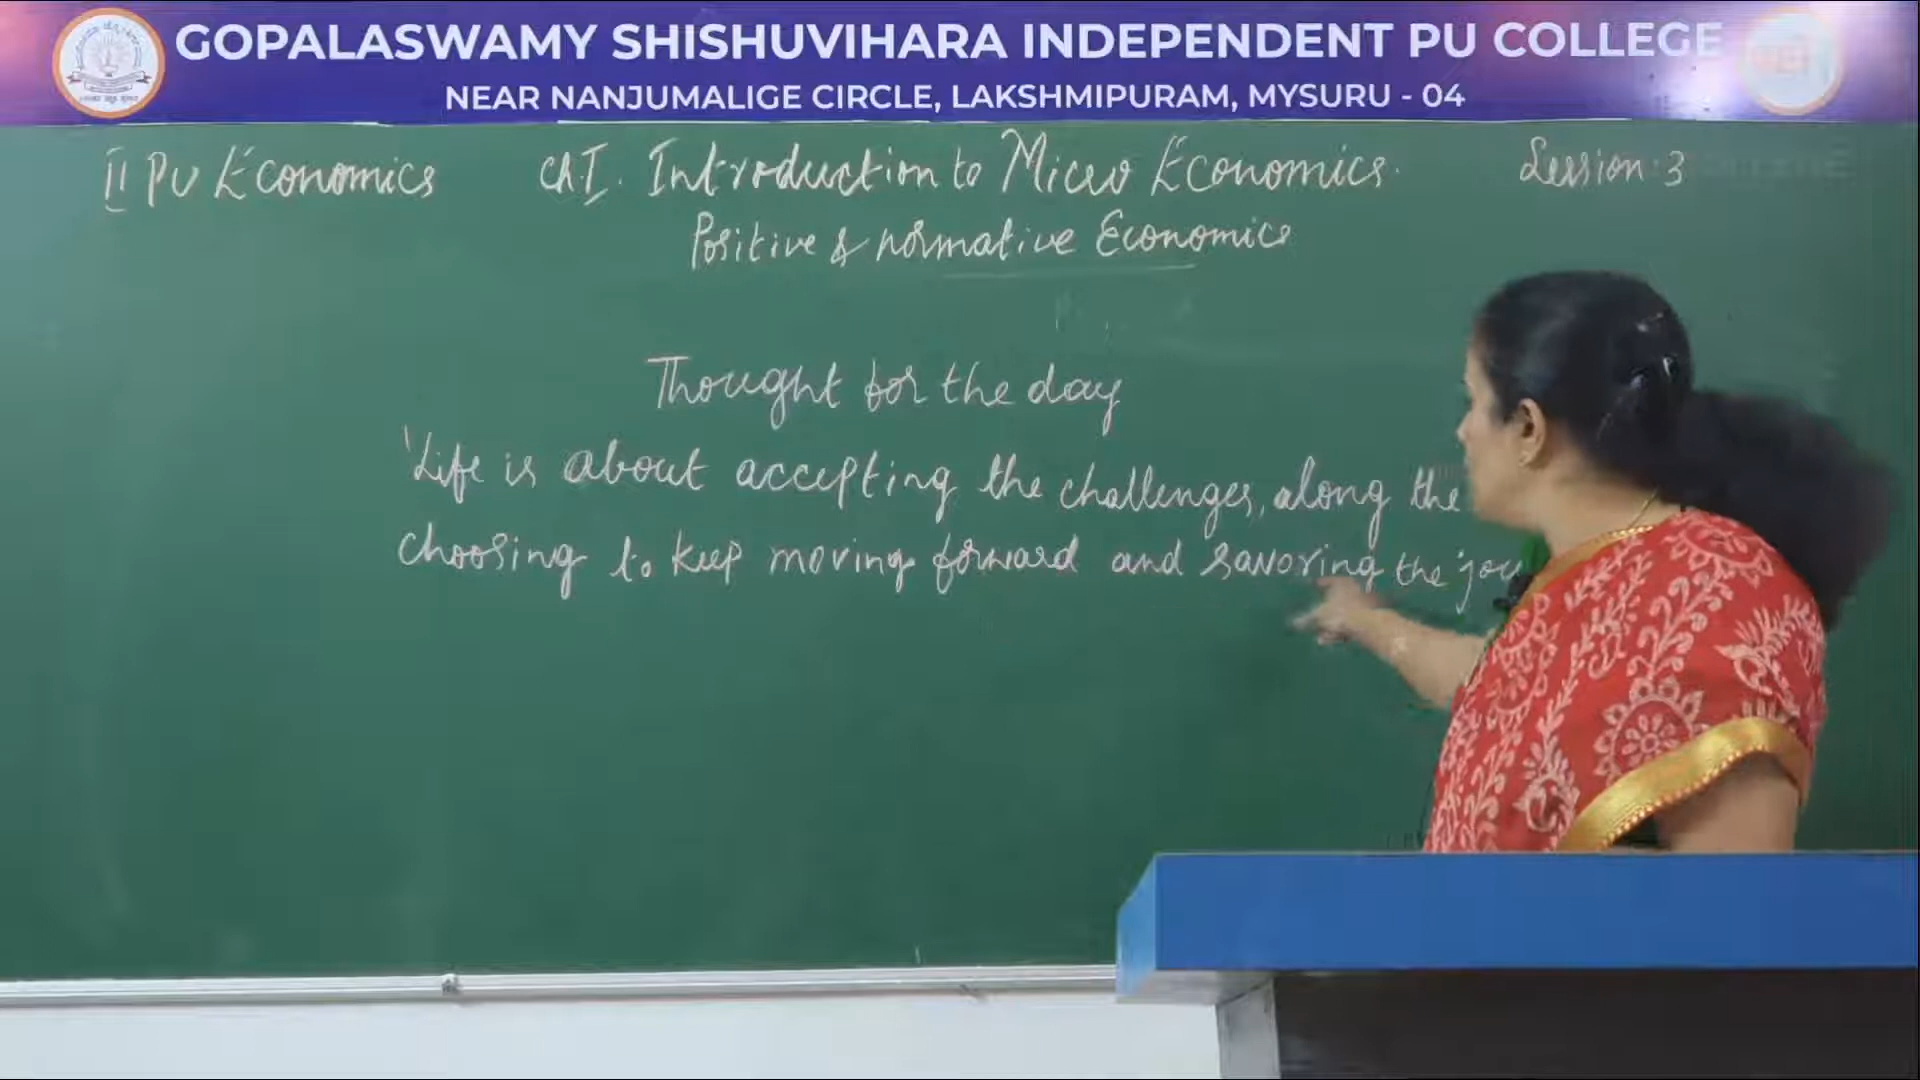 GOPALASWAMY SHISHUVIHARA INDEPENDENT PU COLLEGE
NEAR NANJUMALIGE CIRCLE, LAKSHMIPURAM, MYSURU - 04
II PU Economics Ch.I. Introduction to Micro Economics. Session: 3
Positive & normative Economics
Thought for the day
'Life is about accepting the challenges, along the
choosing to keep moving forward and savoring the jou